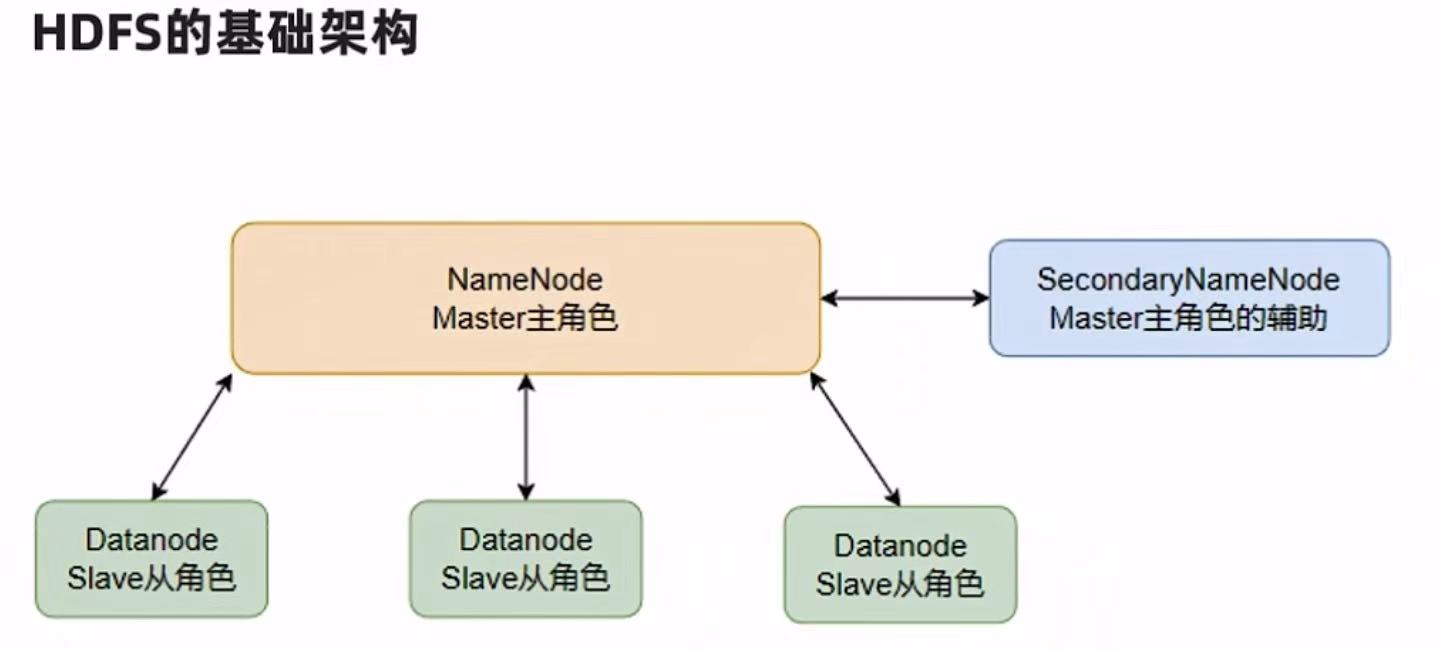 HDFS的基础架构
NameNode
Master主角色
SecondaryNameNode
Master主角色的辅助
Datanode
Slave从角色
Datanode
Slave从角色
Datanode
Slave从角色